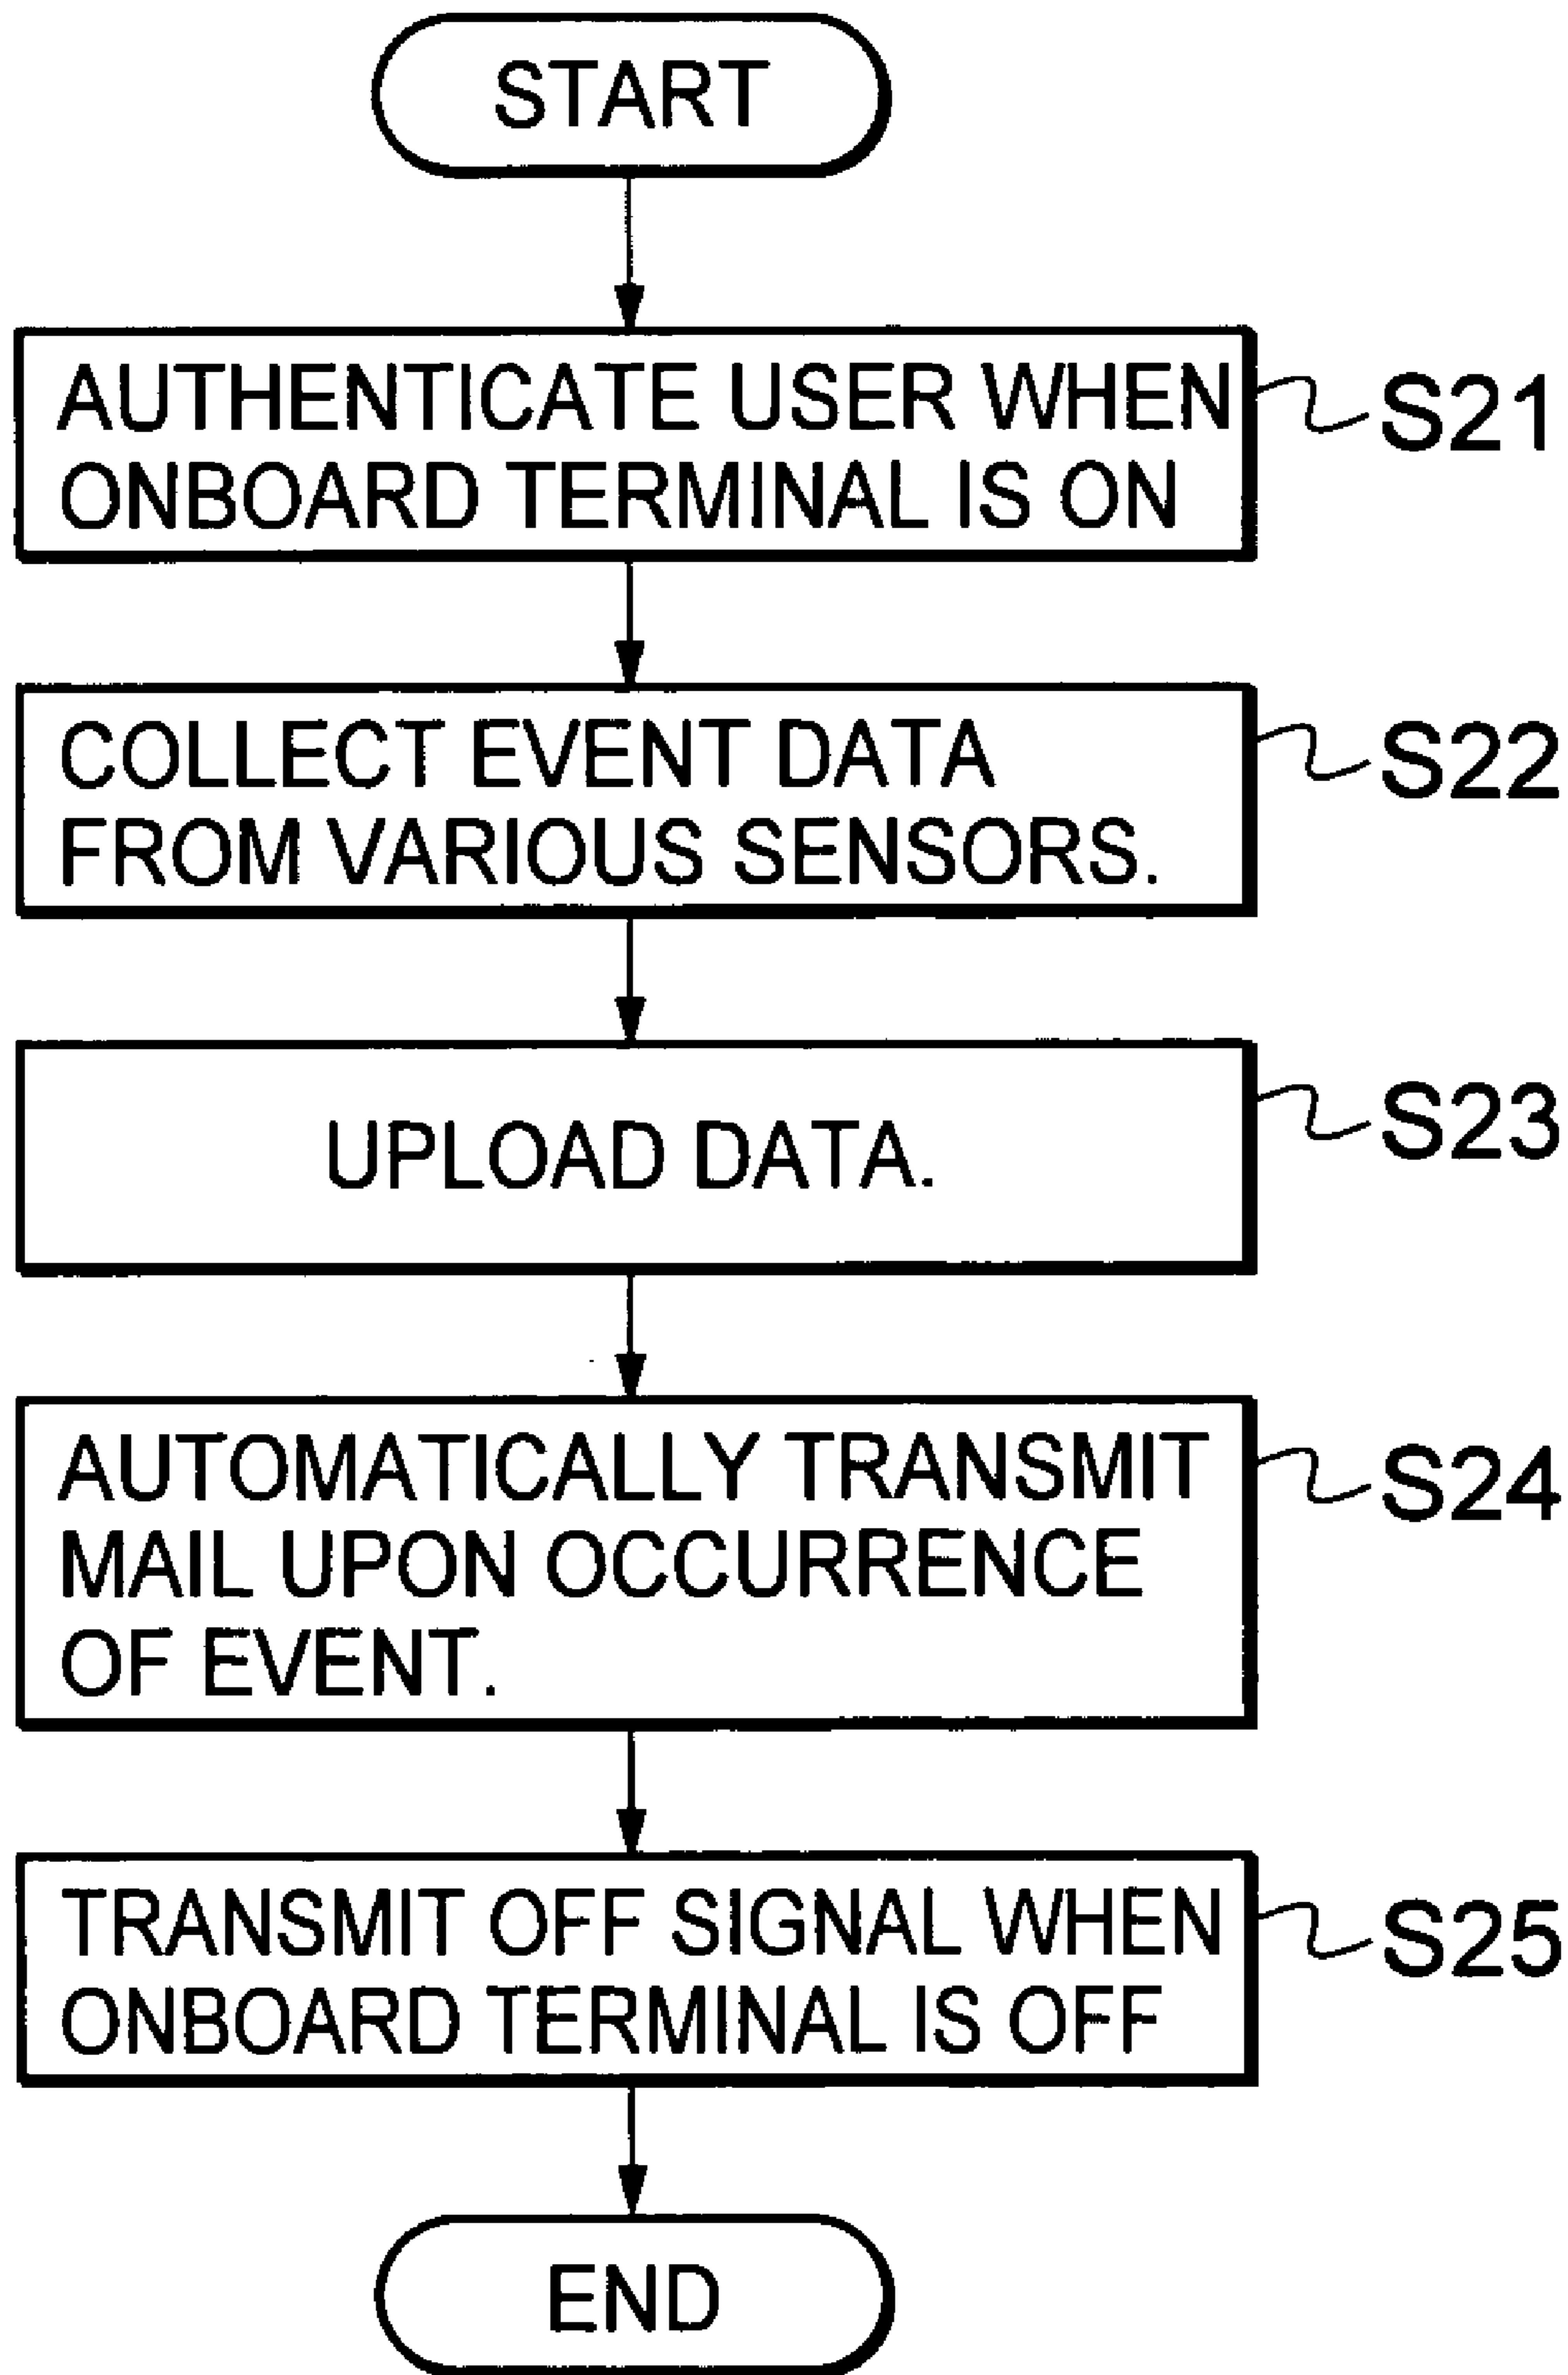 START
AUTHENTICATE USER WHEN
ONBOARD TERMINAL IS ON
S21
COLLECT EVENT DATA
FROM VARIOUS SENSORS.
S22
UPLOAD DATA.
S23
AUTOMATICALLY TRANSMIT
MAIL UPON OCCURRENCE
OF EVENT.
S24
TRANSMIT OFF SIGNAL WHEN
ONBOARD TERMINAL IS OFF
S25
END